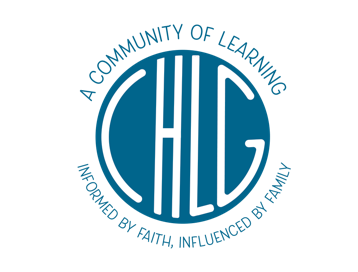 A COMMUNITY OF LEARNING
CHLG
INFORMED BY FAITH, INFLUENCED BY FAMILY